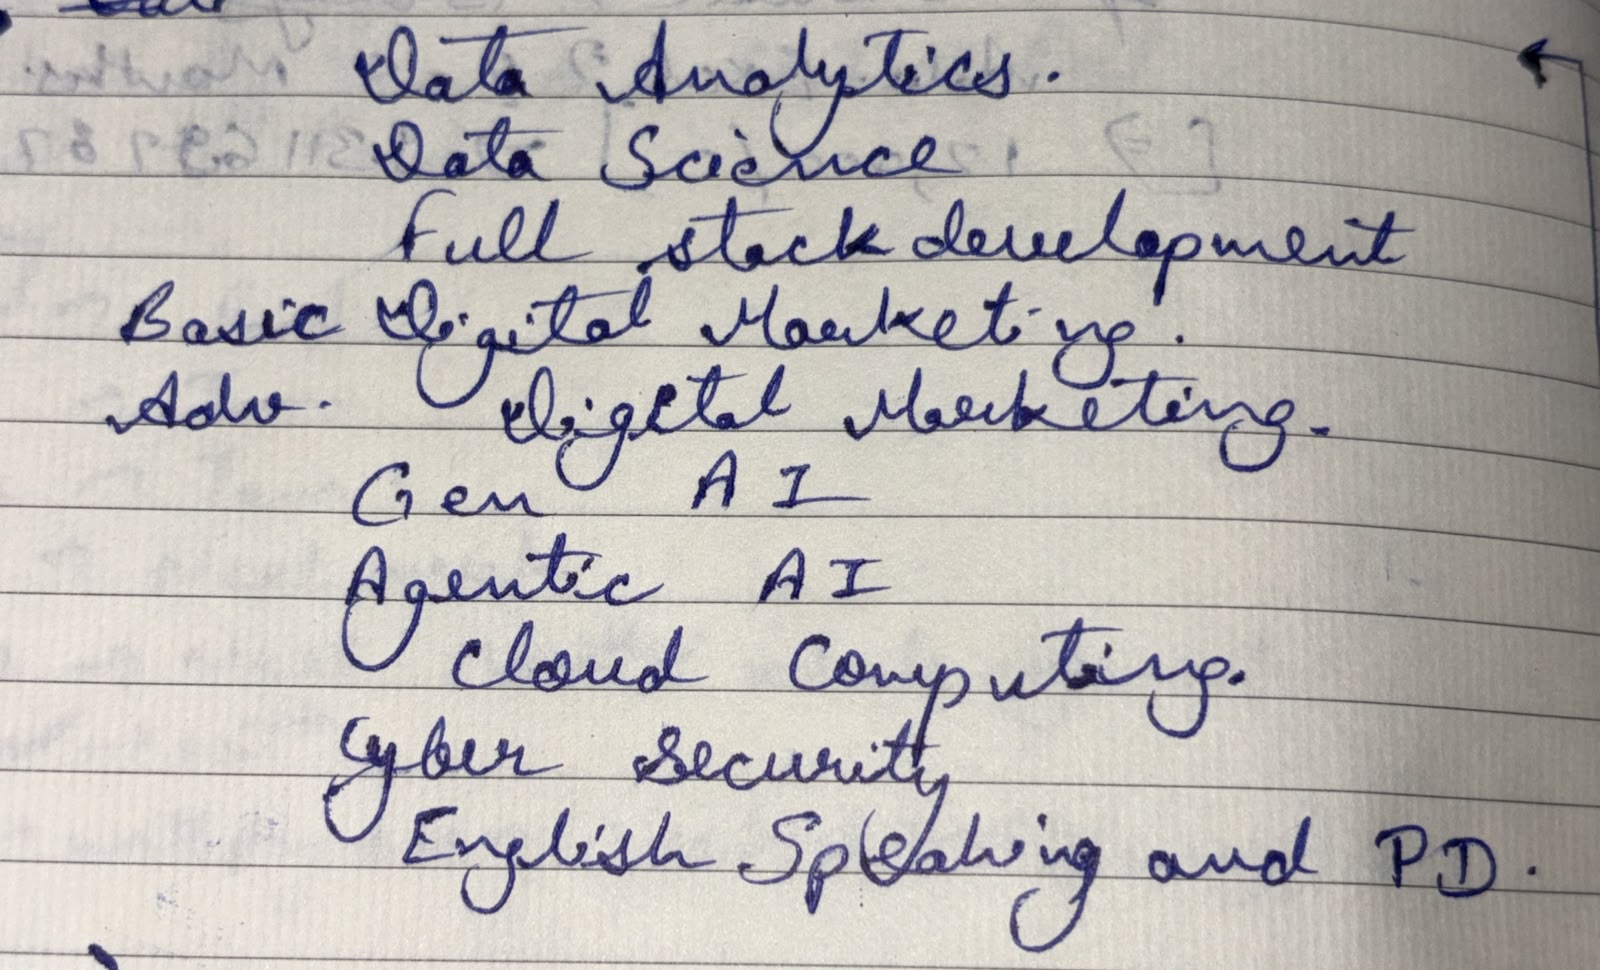 Data Analytics.
Data Science
Full stack development
Basic Digital Marketing.
Adv. Digital Marketing.
Gen AI
Agentic AI
Cloud Computing.
Cyber Security
English Speaking and PD.